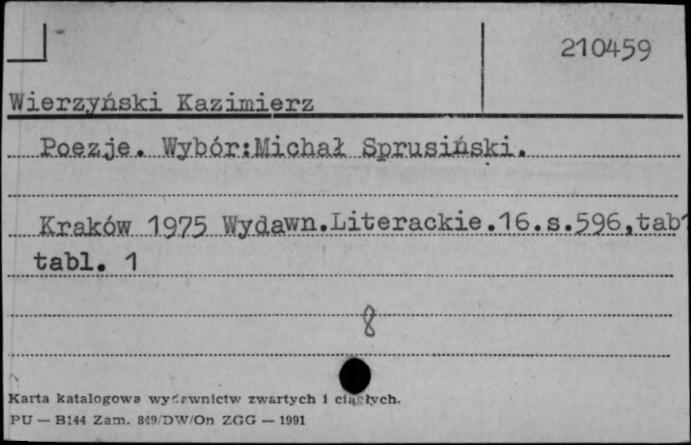 210459
Wierzyński Kazimierz
Poezje. Wybór:Michał Sprusiński.
Kraków 1975 Wydawn.Literackie.16.s.596,tab
tabl. 1
8
Karta katalogowa wydawnictw zwartych i ciągłych.
PU — B144 Zam. 849/DW/On ZGG — 1991